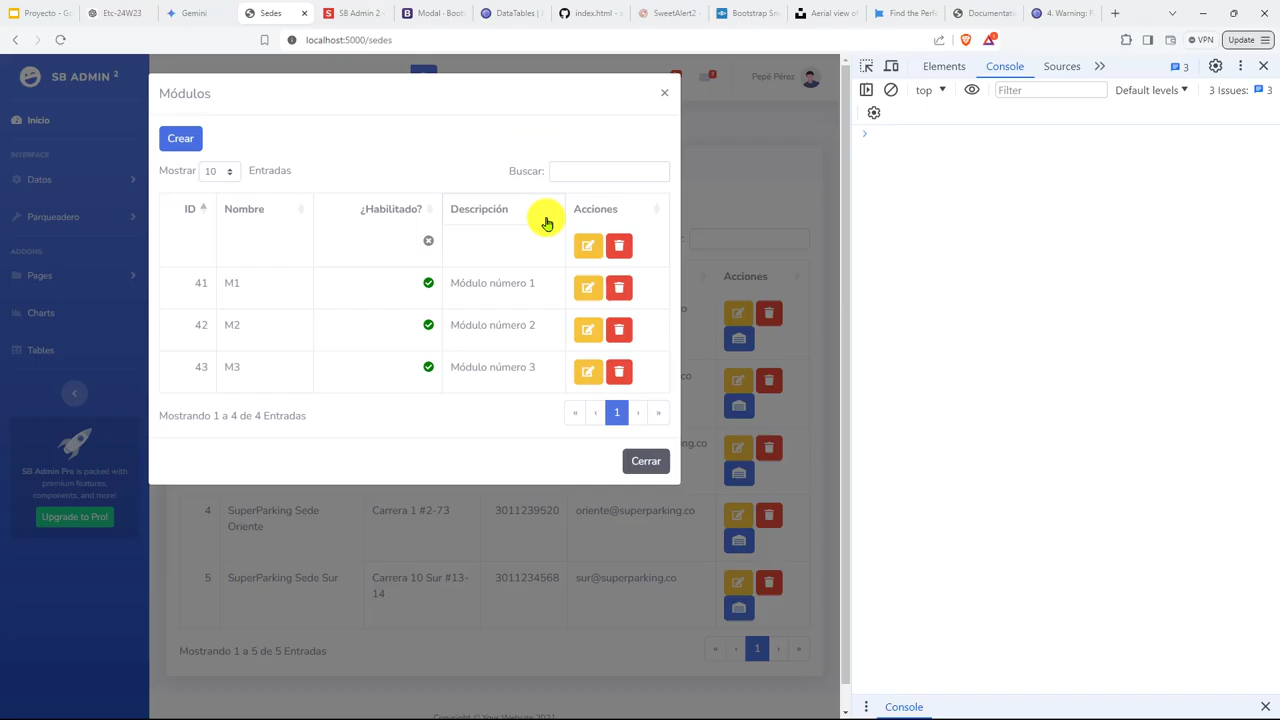 Proyecto - G
Etc-24W23
Gemini
Sedes
SB Admin 2 -
Modal · Boots
DataTables |
index.html -
SweetAlert2
Bootstrap Sn
Aerial view o
Find the Perf
Documentati
4. Warning: R
localhost:5000/sedes
VPN
Update
SB ADMIN 2
Inicio
INTERFACE
Datos
Parqueadero
ADDONS
Pages
Charts
Tables
SB Admin Pro is packed with
premium features,
components, and more!
Upgrade to Pro!
Pepé Pérez
Módulos
×
Crear
Mostrar 10 Entradas
Buscar:
ID Nombre ¿Habilitado? Descripción Acciones
41 M1 Módulo número 1
42 M2 Módulo número 2
43 M3 Módulo número 3
Mostrando 1 a 4 de 4 Entradas
« ‹ 1 › »
Cerrar
Acciones
4 SuperParking Sede Oriente Carrera 1 #2-73 3011239520 oriente@superparking.co
5 SuperParking Sede Sur Carrera 10 Sur #13-14 3011234568 sur@superparking.co
Mostrando 1 a 5 de 5 Entradas
« ‹ 1 › »
Copyright © Your Website 2021
Elements
Console
Sources
3
top
Filter
Default levels
3 Issues: 3
Console